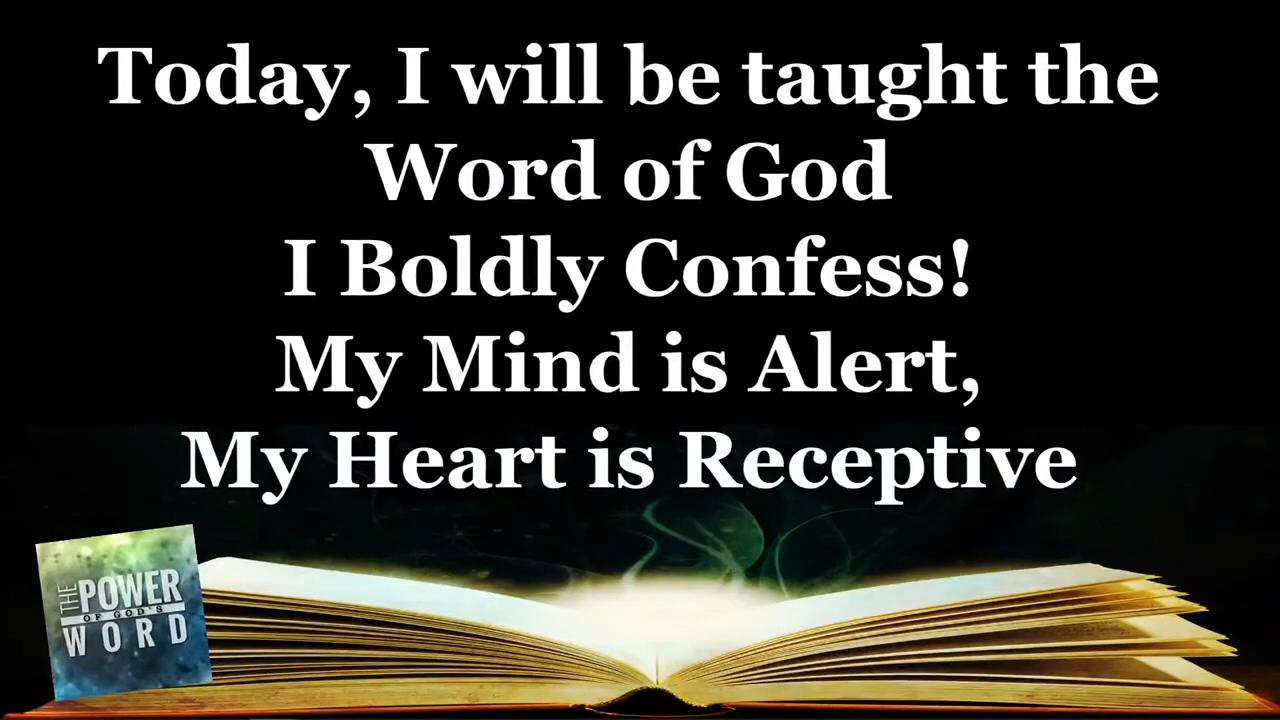 Today, I will be taught the
Word of God
I Boldly Confess!
My Mind is Alert,
My Heart is Receptive
THE POWER
OF GOD'S
WORD